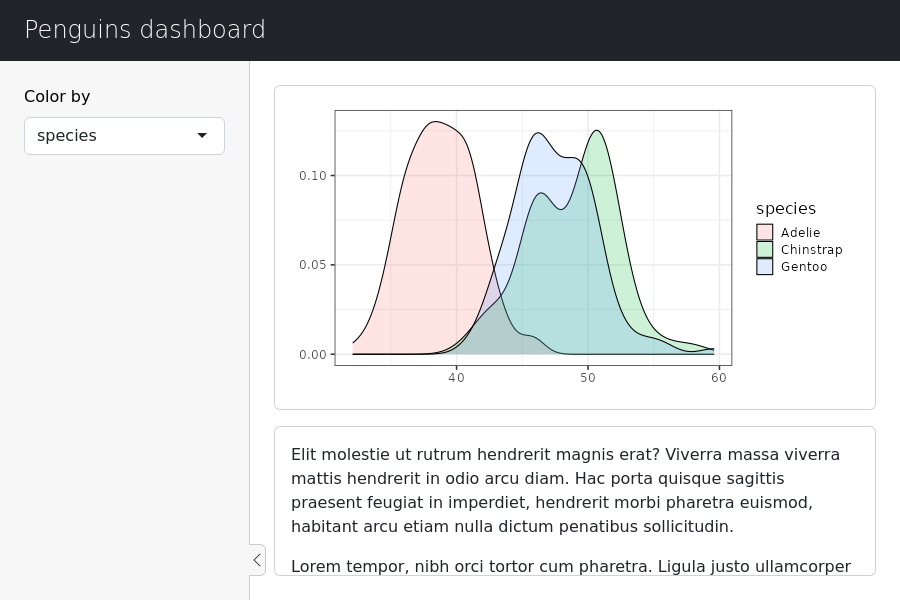 Penguins dashboard
Color by
species
0.10
0.05
0.00
40 50 60
species
Adelie
Chinstrap
Gentoo
Elit molestie ut rutrum hendrerit magnis erat? Viverra massa viverra
mattis hendrerit in odio arcu diam. Hac porta quisque sagittis
praesent feugiat in imperdiet, hendrerit morbi pharetra euismod,
habitant arcu etiam nulla dictum penatibus sollicitudin.
Lorem tempor, nibh orci tortor cum pharetra. Ligula justo ullamcorper